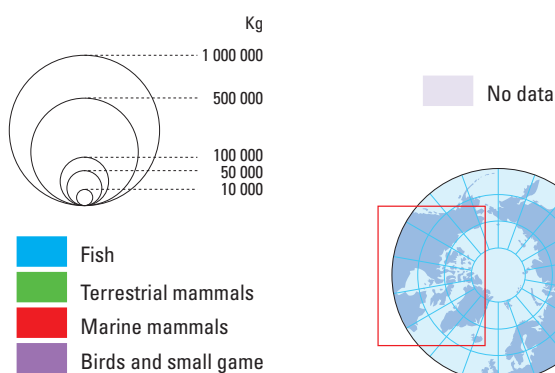 Kg
1 000 000
500 000
100 000
50 000
10 000
No data
Fish
Terrestrial mammals
Marine mammals
Birds and small game